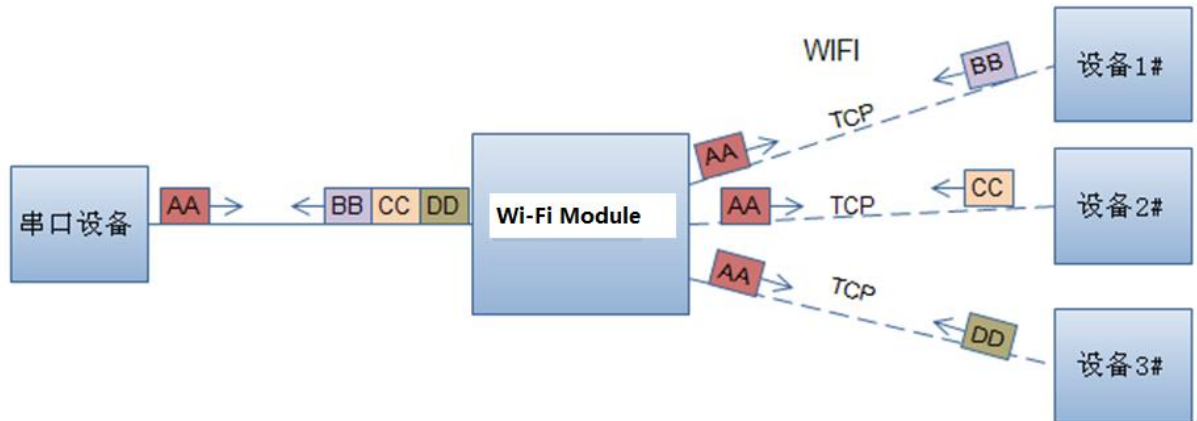 WIFI
BB
设备1#
TCP
AA
串口设备
AA
BB CC DD
Wi-Fi Module
AA
TCP
CC
设备2#
AA
TCP
DD
设备3#